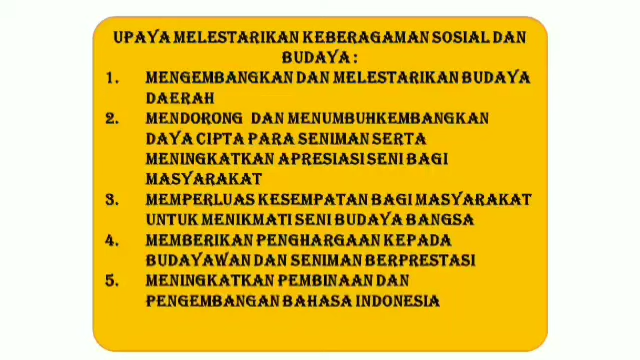 UPAYA MELESTARIKAN KEBERAGAMAN SOSIAL DAN
BUDAYA :
1. MENGEMBANGKAN DAN MELESTARIKAN BUDAYA
DAERAH
2. MENDORONG DAN MENUMBUHKEMBANGKAN
DAYA CIPTA PARA SENIMAN SERTA
MENINGKATKAN APRESIASI SENI BAGI
MASYARAKAT
3. MEMPERLUAS KESEMPATAN BAGI MASYARAKAT
UNTUK MENIKMATI SENI BUDAYA BANGSA
4. MEMBERIKAN PENGHARGAAN KEPADA
BUDAYAWAN DAN SENIMAN BERPRESTASI
5. MENINGKATKAN PEMBINAAN DAN
PENGEMBANGAN BAHASA INDONESIA